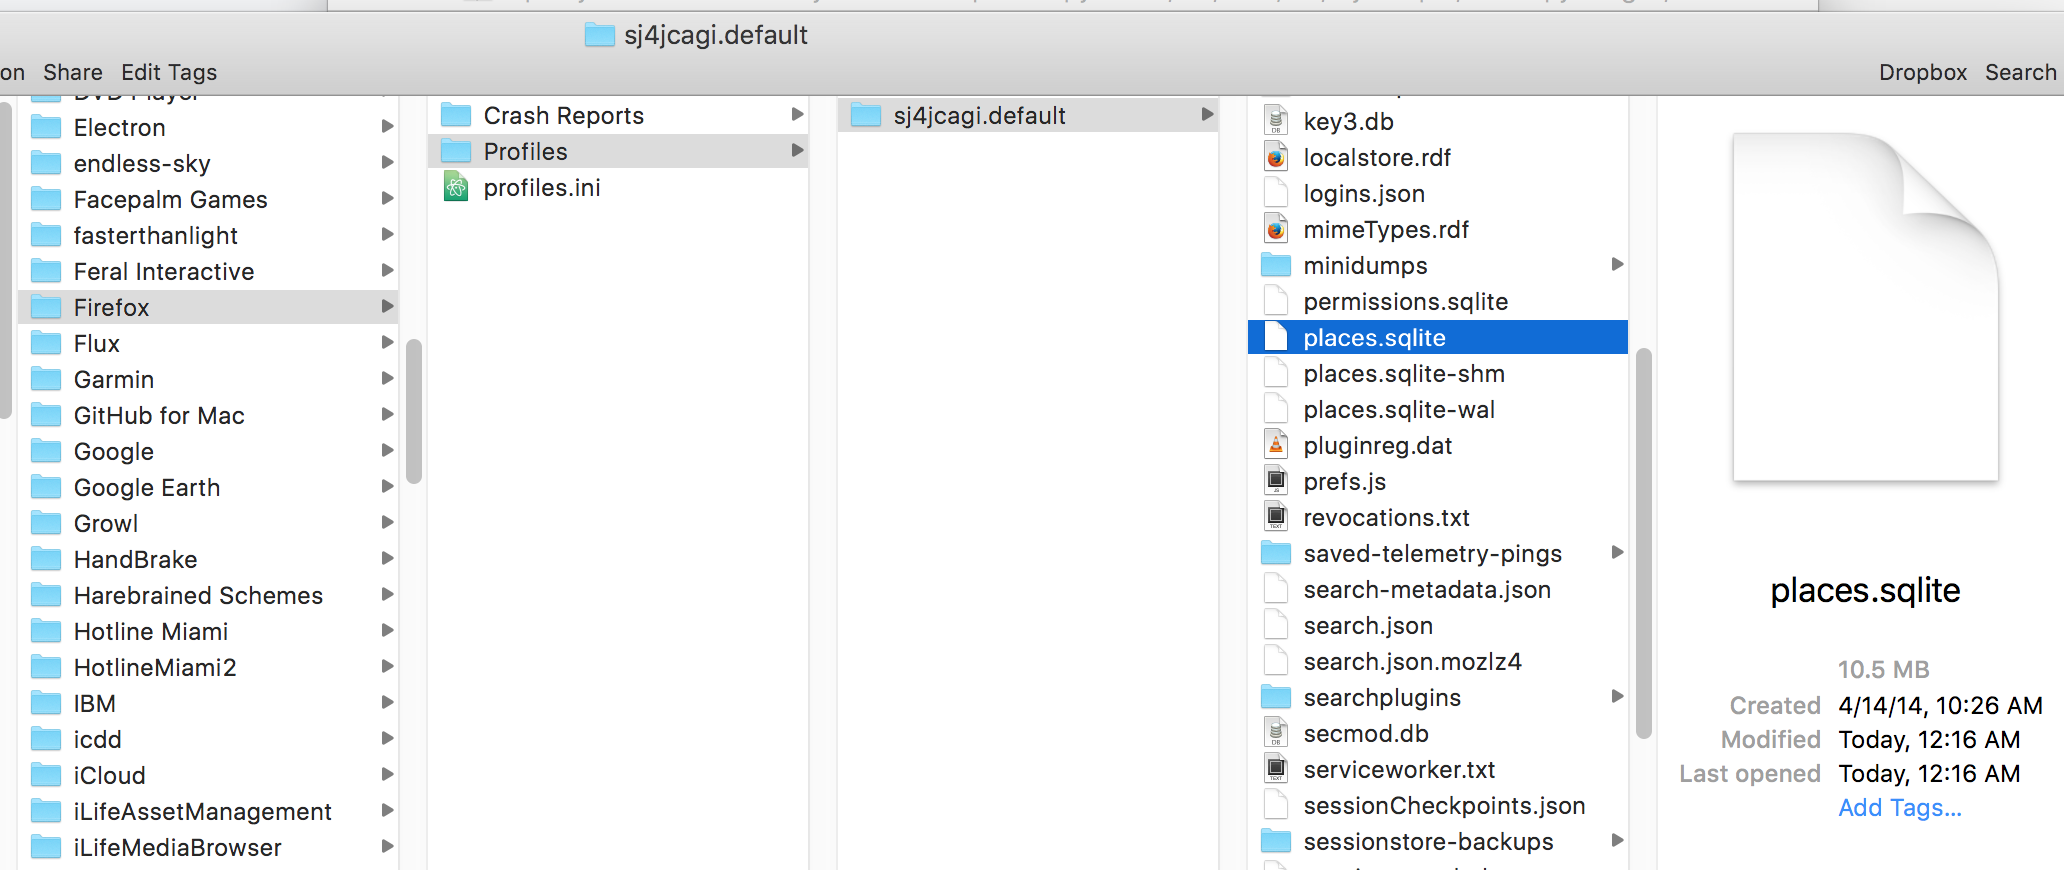 sj4jcagi.default
on Share Edit Tags
Dropbox Search
DVD Player
Electron
endless-sky
Facepalm Games
fasterthanlight
Feral Interactive
Firefox
Flux
Garmin
GitHub for Mac
Google
Google Earth
Growl
HandBrake
Harebrained Schemes
Hotline Miami
HotlineMiami2
IBM
icdd
iCloud
iLifeAssetManagement
iLifeMediaBrowser
Crash Reports
Profiles
profiles.ini
sj4jcagi.default
key3.db
localstore.rdf
logins.json
mimeTypes.rdf
minidumps
permissions.sqlite
places.sqlite
places.sqlite-shm
places.sqlite-wal
pluginreg.dat
prefs.js
revocations.txt
saved-telemetry-pings
search-metadata.json
search.json
search.json.mozlz4
searchplugins
secmod.db
serviceworker.txt
sessionCheckpoints.json
sessionstore-backups
places.sqlite
10.5 MB
Created 4/14/14, 10:26 AM
Modified Today, 12:16 AM
Last opened Today, 12:16 AM
Add Tags...